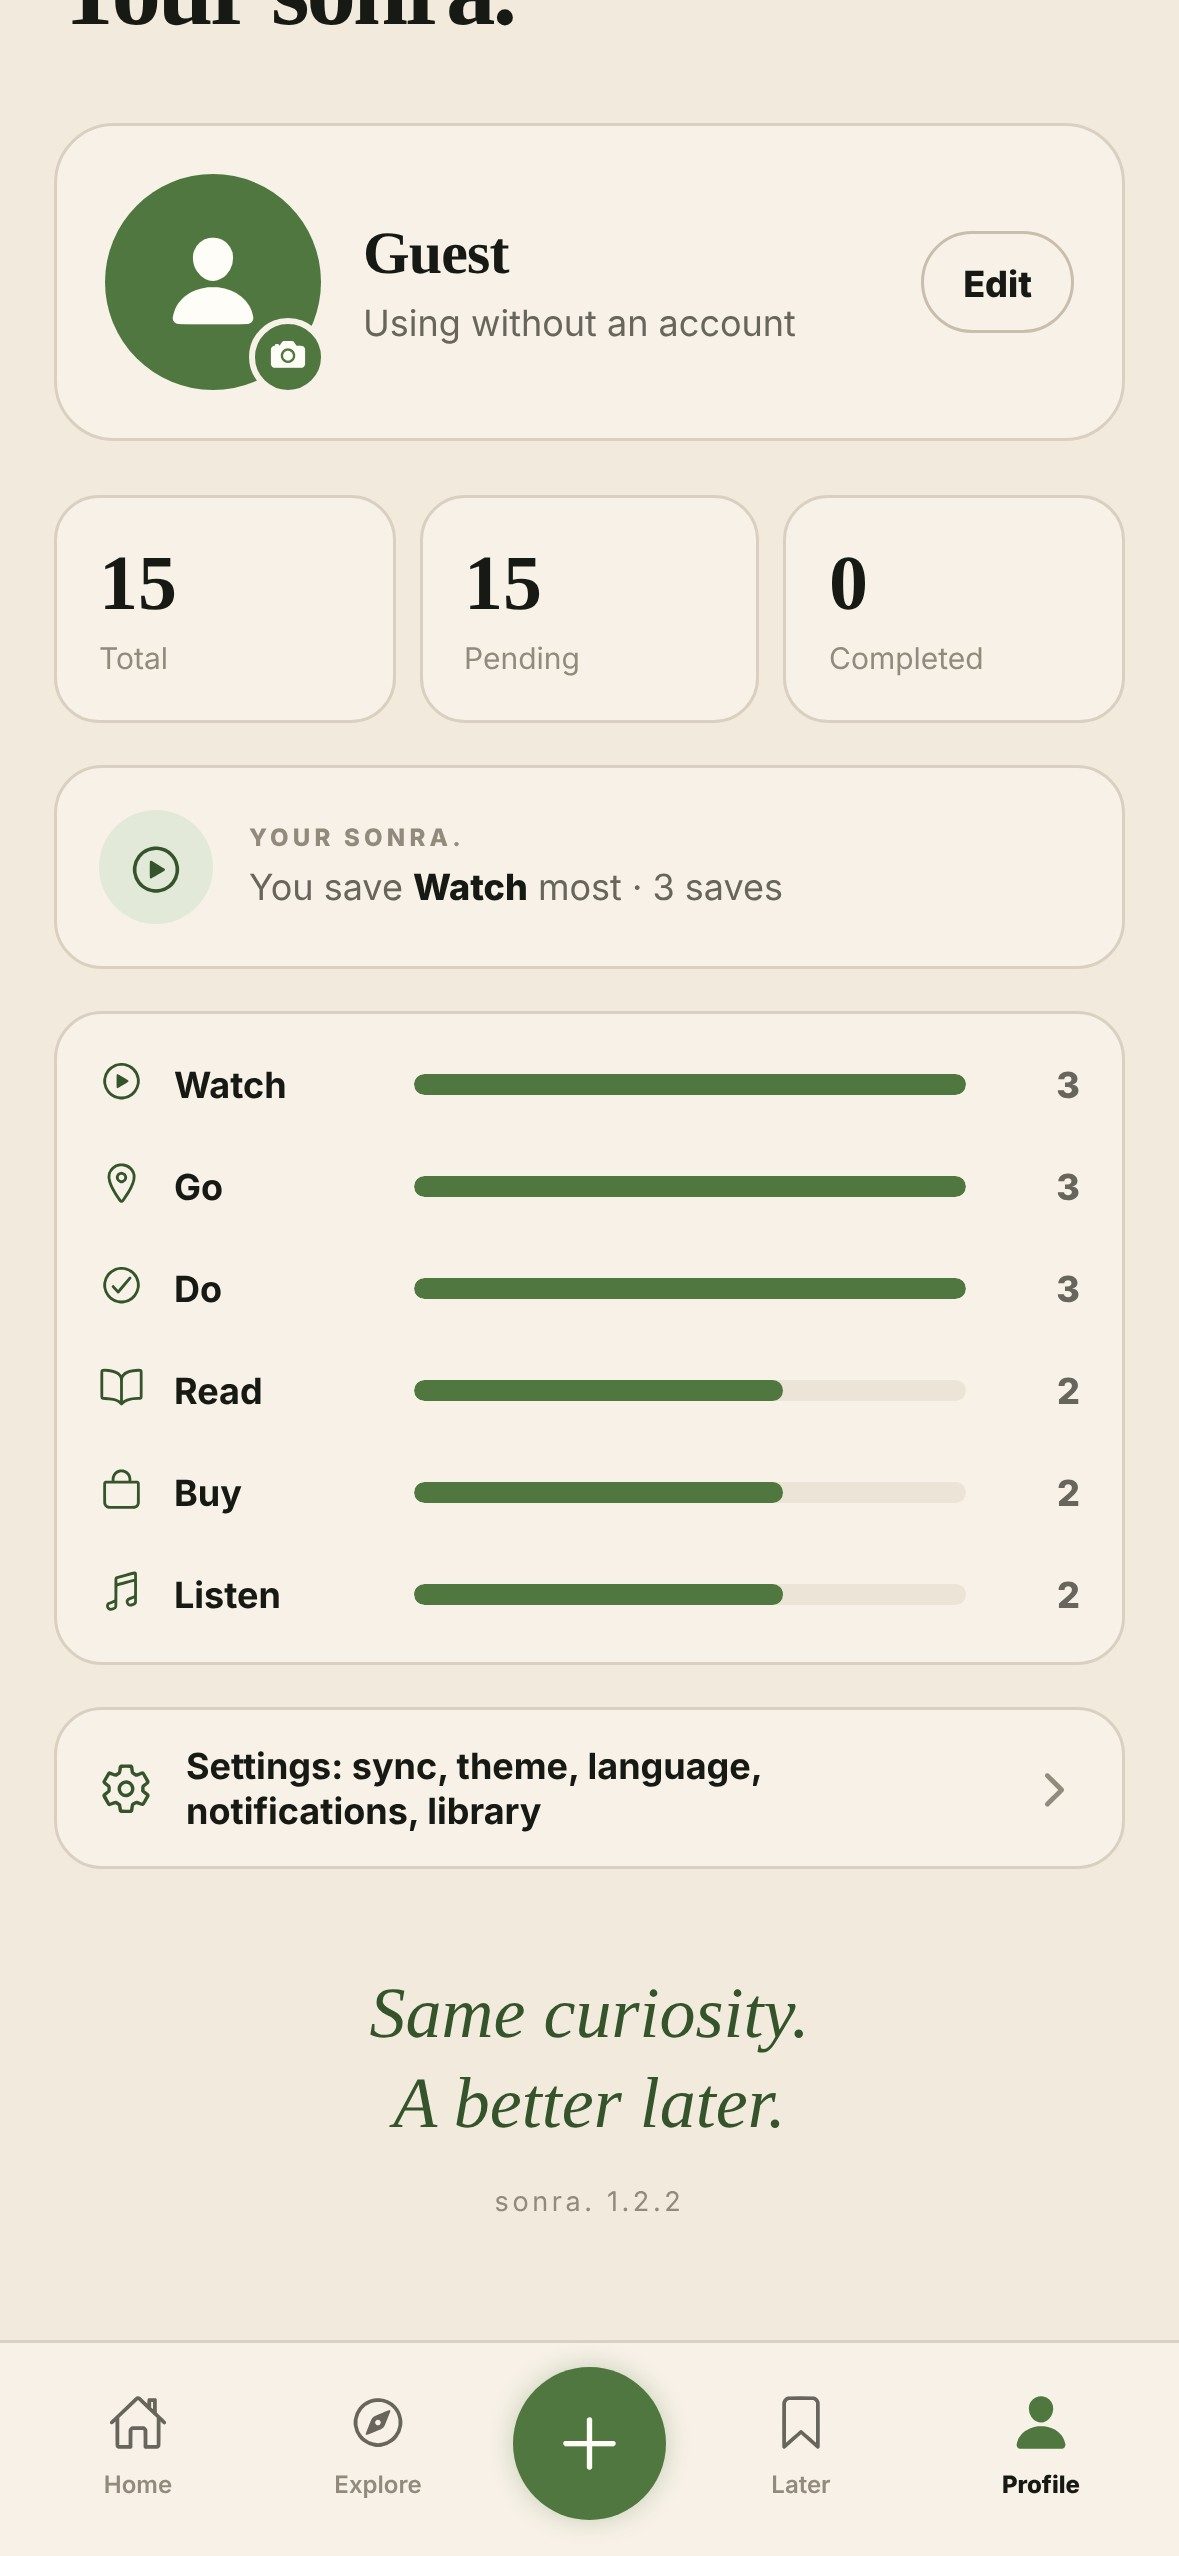 Your sonra.
Guest
Using without an account
Edit
15
Total
15
Pending
0
Completed
YOUR SONRA.
You save Watch most · 3 saves
Watch
3
Go
3
Do
3
Read
2
Buy
2
Listen
2
Settings: sync, theme, language,
notifications, library
Same curiosity.
A better later.
sonra. 1.2.2
Home
Explore
Later
Profile